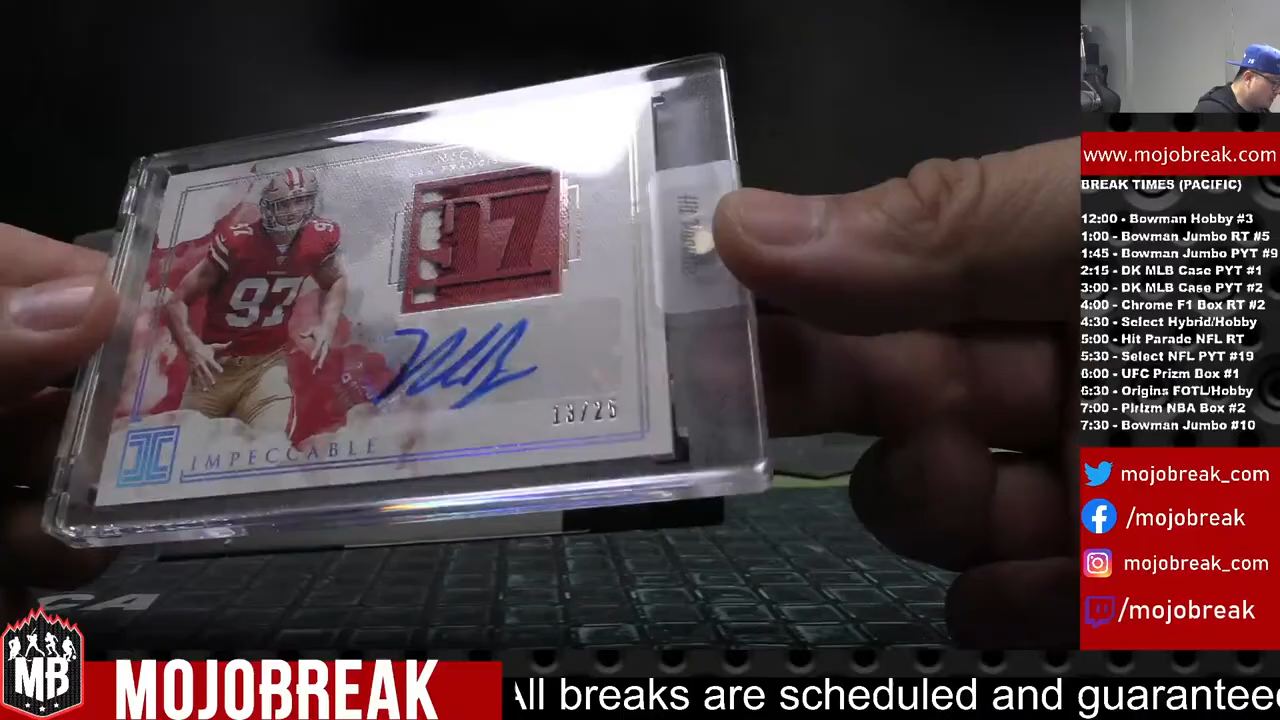 SAN FRANCISCO
97
97
97
IMPECCABLE
www.mojobreak.com
BREAK TIMES (PACIFIC)
12:00 - Bowman Hobby #3
1:00 - Bowman Jumbo RT #5
1:45 - Bowman Jumbo PYT #9
2:15 - DK MLB Case PYT #1
3:00 - DK MLB Case PYT #2
4:00 - Chrome F1 Box RT #2
4:30 - Select Hybrid/Hobby
5:00 - Hit Parade NFL RT
5:30 - Select NFL PYT #19
6:00 - UFC Prizm Box #1
6:30 - Origins FOTL/Hobby
7:00 - Pirizm NBA Box #2
7:30 - Bowman Jumbo #10
mojobreak_com
/mojobreak
mojobreak_com
/mojobreak
MB
MOJOBREAK
All breaks are scheduled and guarantee